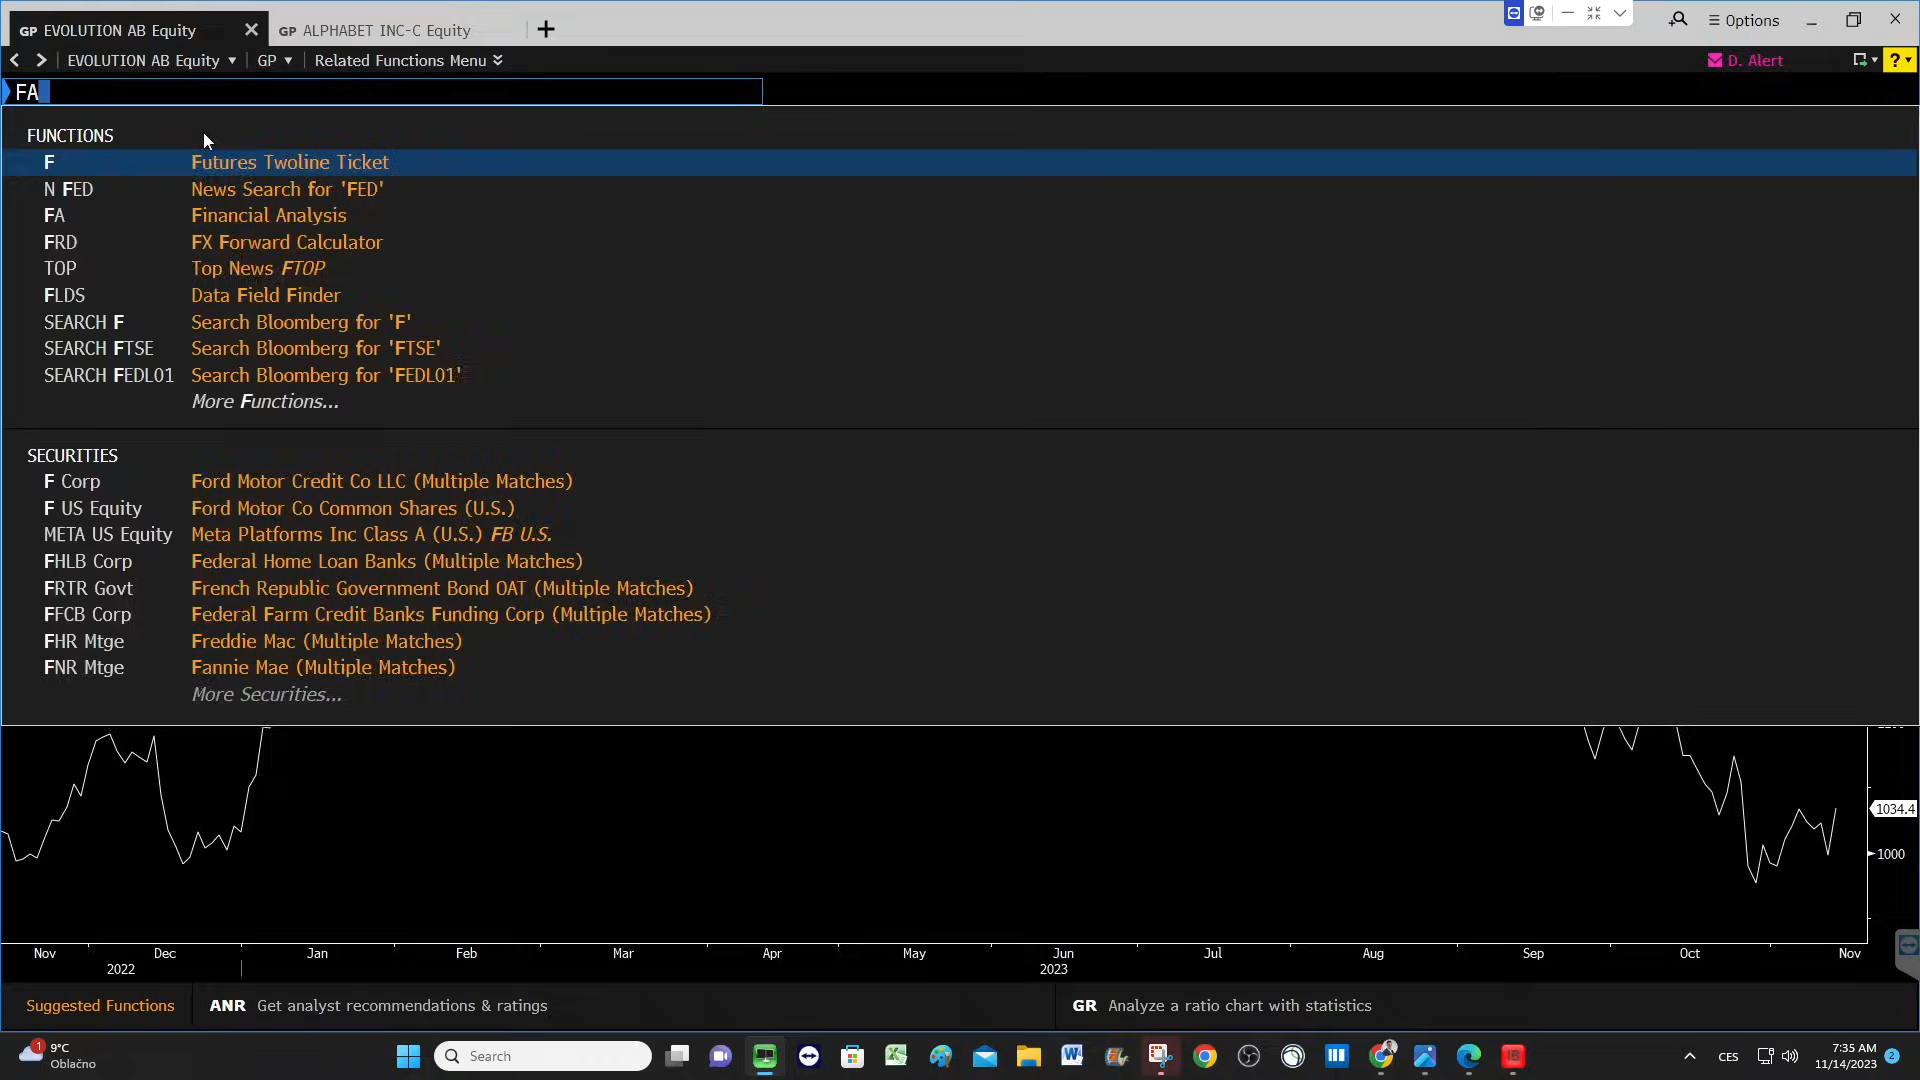 GP EVOLUTION AB Equity
GP ALPHABET INC-C Equity
Options
EVOLUTION AB Equity
GP
Related Functions Menu
D. Alert
?
FA
FUNCTIONS
F Futures Twoline Ticket
N FED News Search for 'FED'
FA Financial Analysis
FRD FX Forward Calculator
TOP Top News FTOP
FLDS Data Field Finder
SEARCH F Search Bloomberg for 'F'
SEARCH FTSE Search Bloomberg for 'FTSE'
SEARCH FEDL01 Search Bloomberg for 'FEDL01'
More Functions...
SECURITIES
F Corp Ford Motor Credit Co LLC (Multiple Matches)
F US Equity Ford Motor Co Common Shares (U.S.)
META US Equity Meta Platforms Inc Class A (U.S.) FB U.S.
FHLB Corp Federal Home Loan Banks (Multiple Matches)
FRTR Govt French Republic Government Bond OAT (Multiple Matches)
FFCB Corp Federal Farm Credit Banks Funding Corp (Multiple Matches)
FHR Mtge Freddie Mac (Multiple Matches)
FNR Mtge Fannie Mae (Multiple Matches)
More Securities...
1034.4
1000
Nov Dec Jan Feb Mar Apr May Jun Jul Aug Sep Oct Nov
2022 2023
Suggested Functions
ANR Get analyst recommendations & ratings
GR Analyze a ratio chart with statistics
1
9°C
Oblačno
Search
IB
CES
7:35 AM
11/14/2023
2